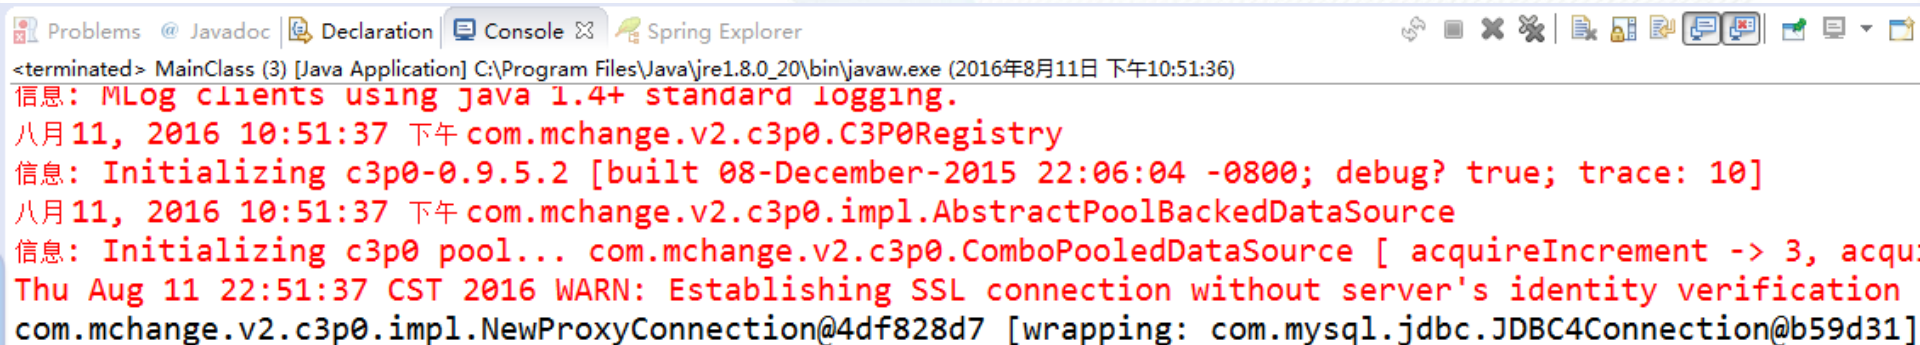 Problems @ Javadoc Declaration Console Spring Explorer
<terminated> MainClass (3) [Java Application] C:\Program Files\Java\jre1.8.0_20\bin\javaw.exe (2016年8月11日 下午10:51:36)
信息: MLog clients using java 1.4+ standard logging.
八月 11, 2016 10:51:37 下午 com.mchange.v2.c3p0.C3P0Registry
信息: Initializing c3p0-0.9.5.2 [built 08-December-2015 22:06:04 -0800; debug? true; trace: 10]
八月 11, 2016 10:51:37 下午 com.mchange.v2.c3p0.impl.AbstractPoolBackedDataSource
信息: Initializing c3p0 pool... com.mchange.v2.c3p0.ComboPooledDataSource [ acquireIncrement -> 3, acqui
Thu Aug 11 22:51:37 CST 2016 WARN: Establishing SSL connection without server's identity verification
com.mchange.v2.c3p0.impl.NewProxyConnection@4df828d7 [wrapping: com.mysql.jdbc.JDBC4Connection@b59d31]